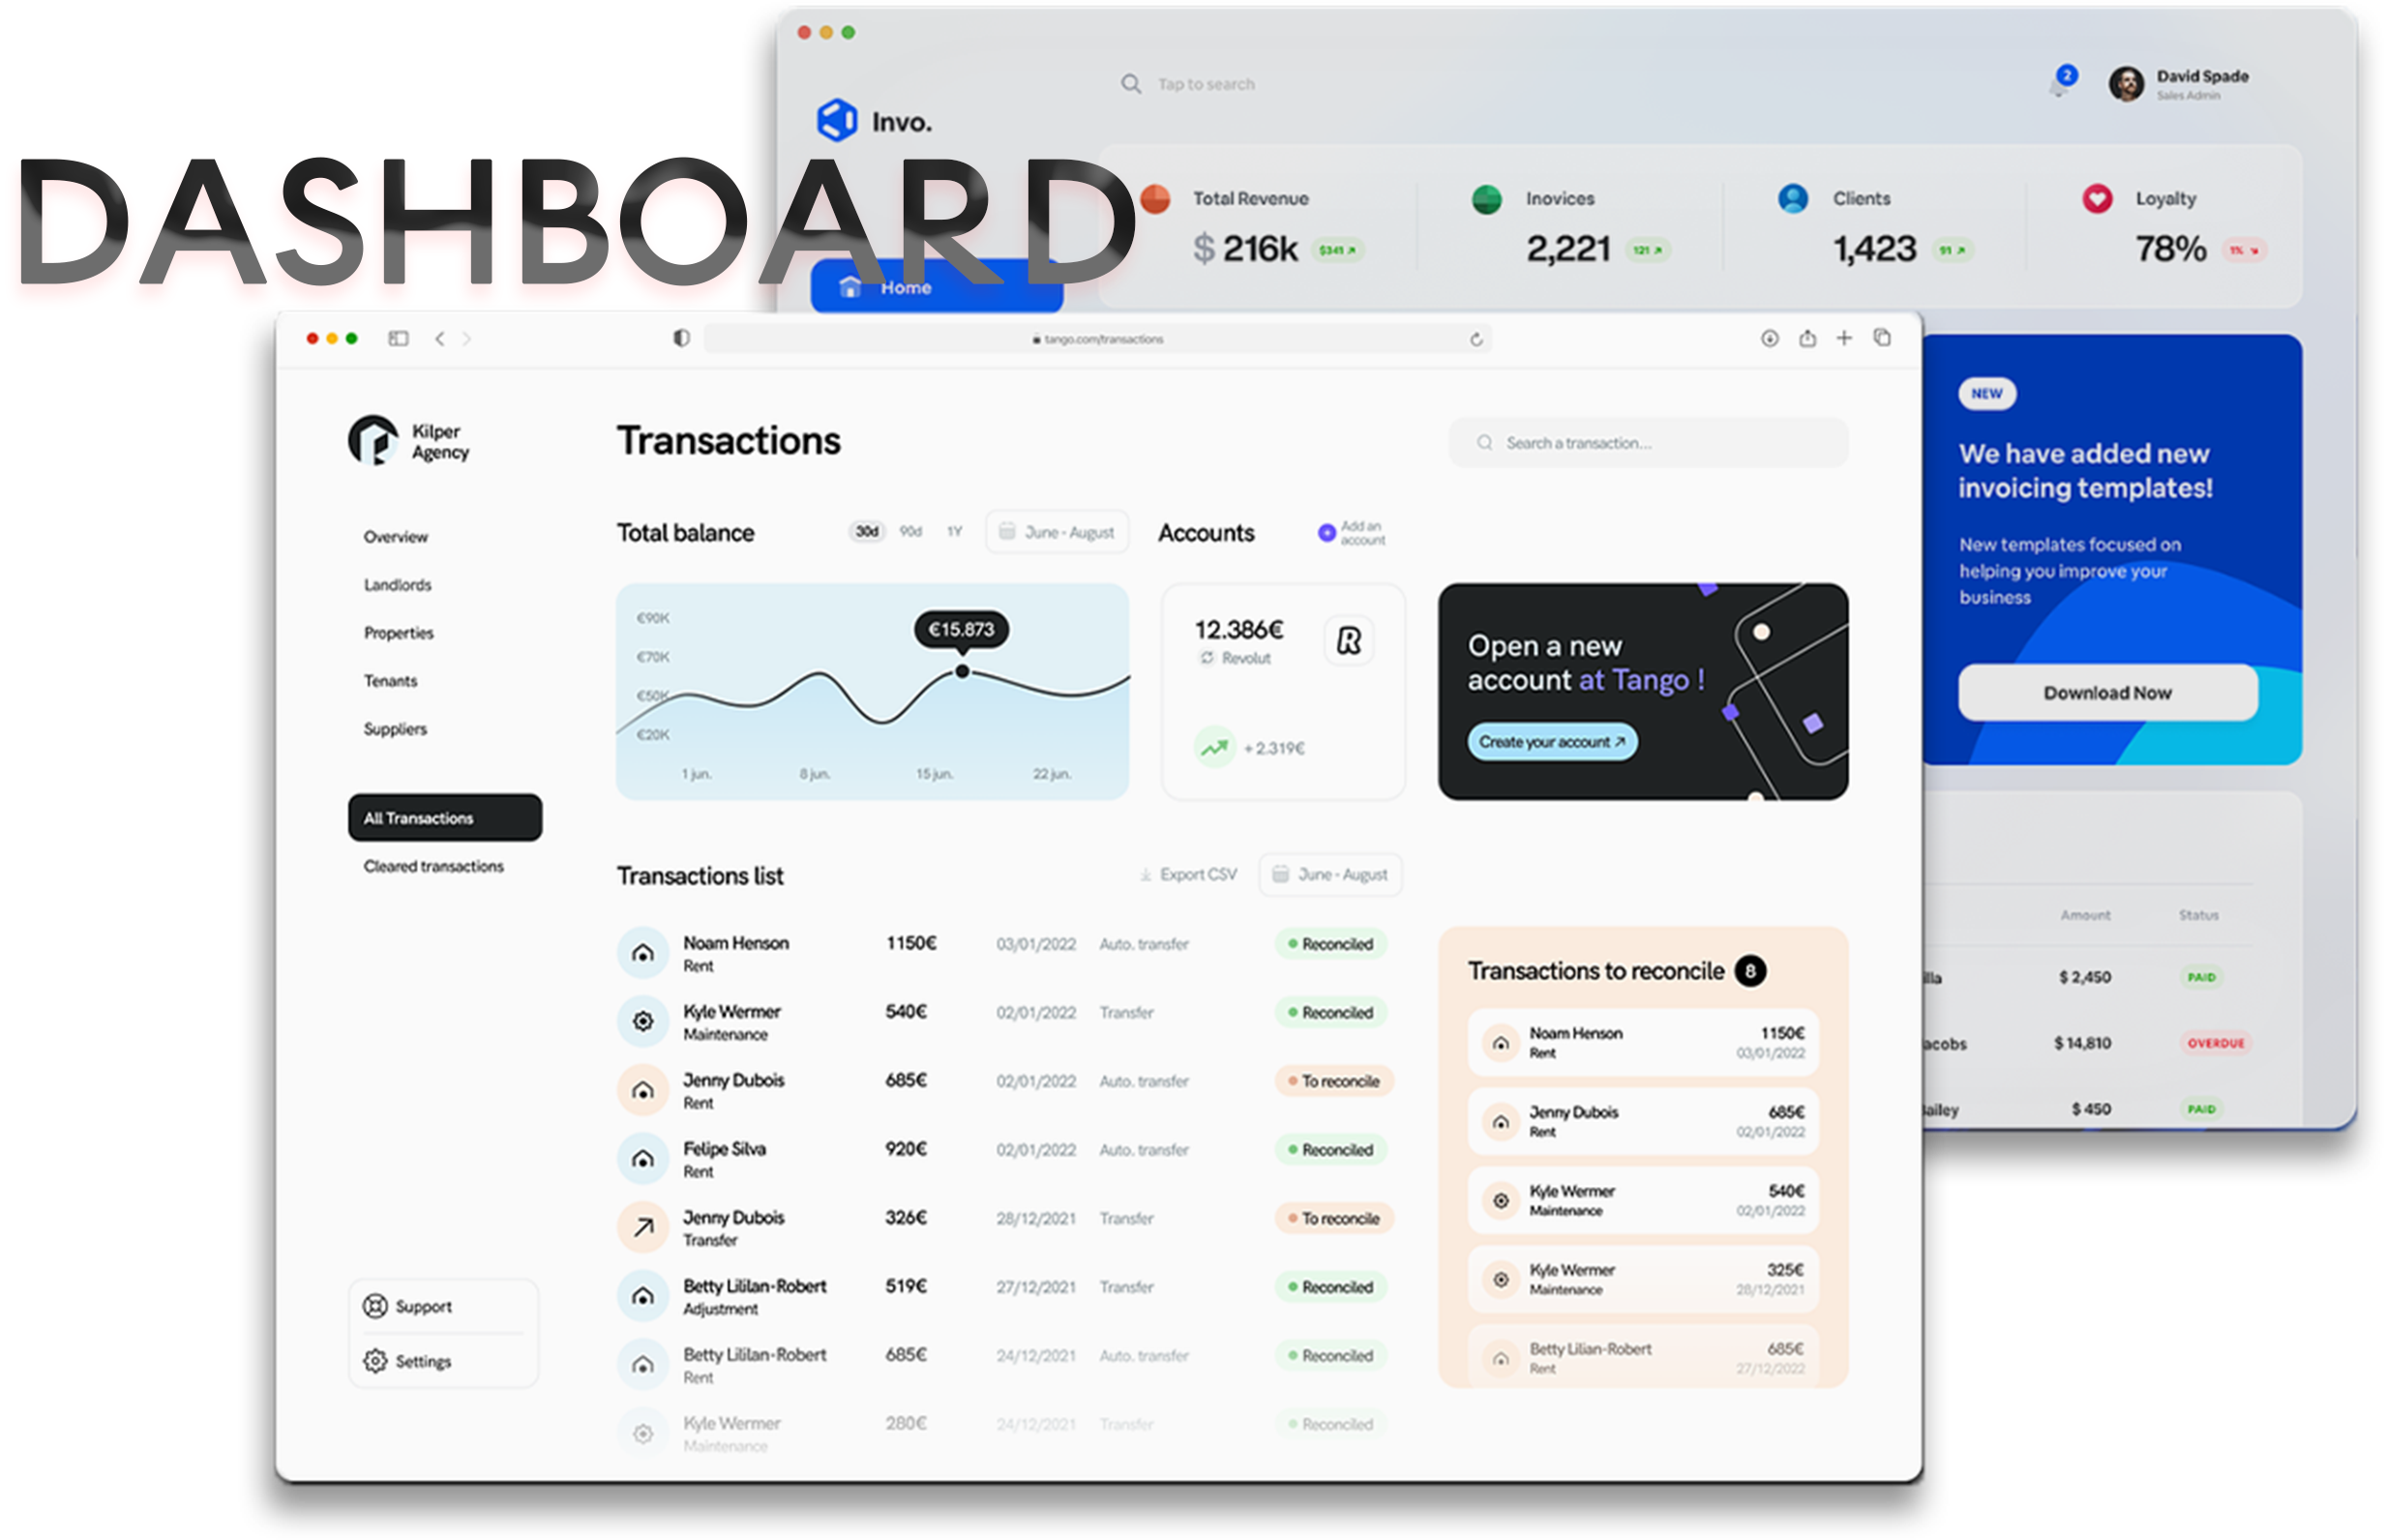 DASHBOARD
Tap to search
2
David Spade
Sales Admin
Invo.
Total Revenue
$ 216k
$341
Inovices
2,221
121
Clients
1,423
91
Loyalty
78%
1%
Home
NEW
We have added new
invoicing templates!
New templates focused on
helping you improve your
business
Download Now
Amount Status
illa $ 2,450 PAID
acobs $ 14,810 OVERDUE
ailey $ 450 PAID
tango.com/transactions
Kilper
Agency
Overview
Landlords
Properties
Tenants
Suppliers
All Transactions
Cleared transactions
Support
Settings
Transactions
Search a transaction...
Total balance
30d 90d 1Y
June - August
€90K
€70K
€50K
€20K
€15.873
1 jun. 8 jun. 15 jun. 22 jun.
Accounts
Add an
account
12.386€
R
Revolut
+ 2.319€
Open a new
account at Tango !
Create your account
Transactions list
Export CSV
June - August
Noam Henson 1150€ 03/01/2022 Auto. transfer Reconciled
Rent
Kyle Wermer 540€ 02/01/2022 Transfer Reconciled
Maintenance
Jenny Dubois 685€ 02/01/2022 Auto. transfer To reconcile
Rent
Felipe Silva 920€ 02/01/2022 Auto. transfer Reconciled
Rent
Jenny Dubois 326€ 28/12/2021 Transfer To reconcile
Transfer
Betty Lililan-Robert 519€ 27/12/2021 Transfer Reconciled
Adjustment
Betty Lililan-Robert 685€ 24/12/2021 Auto. transfer Reconciled
Rent
Kyle Wermer 280€ 24/12/2021 Transfer Reconciled
Maintenance
Transactions to reconcile 8
Noam Henson 1150€
Rent 03/01/2022
Jenny Dubois 685€
Rent 02/01/2022
Kyle Wermer 540€
Maintenance 02/01/2022
Kyle Wermer 325€
Maintenance 28/12/2021
Betty Lilian-Robert 685€
Rent 27/12/2022